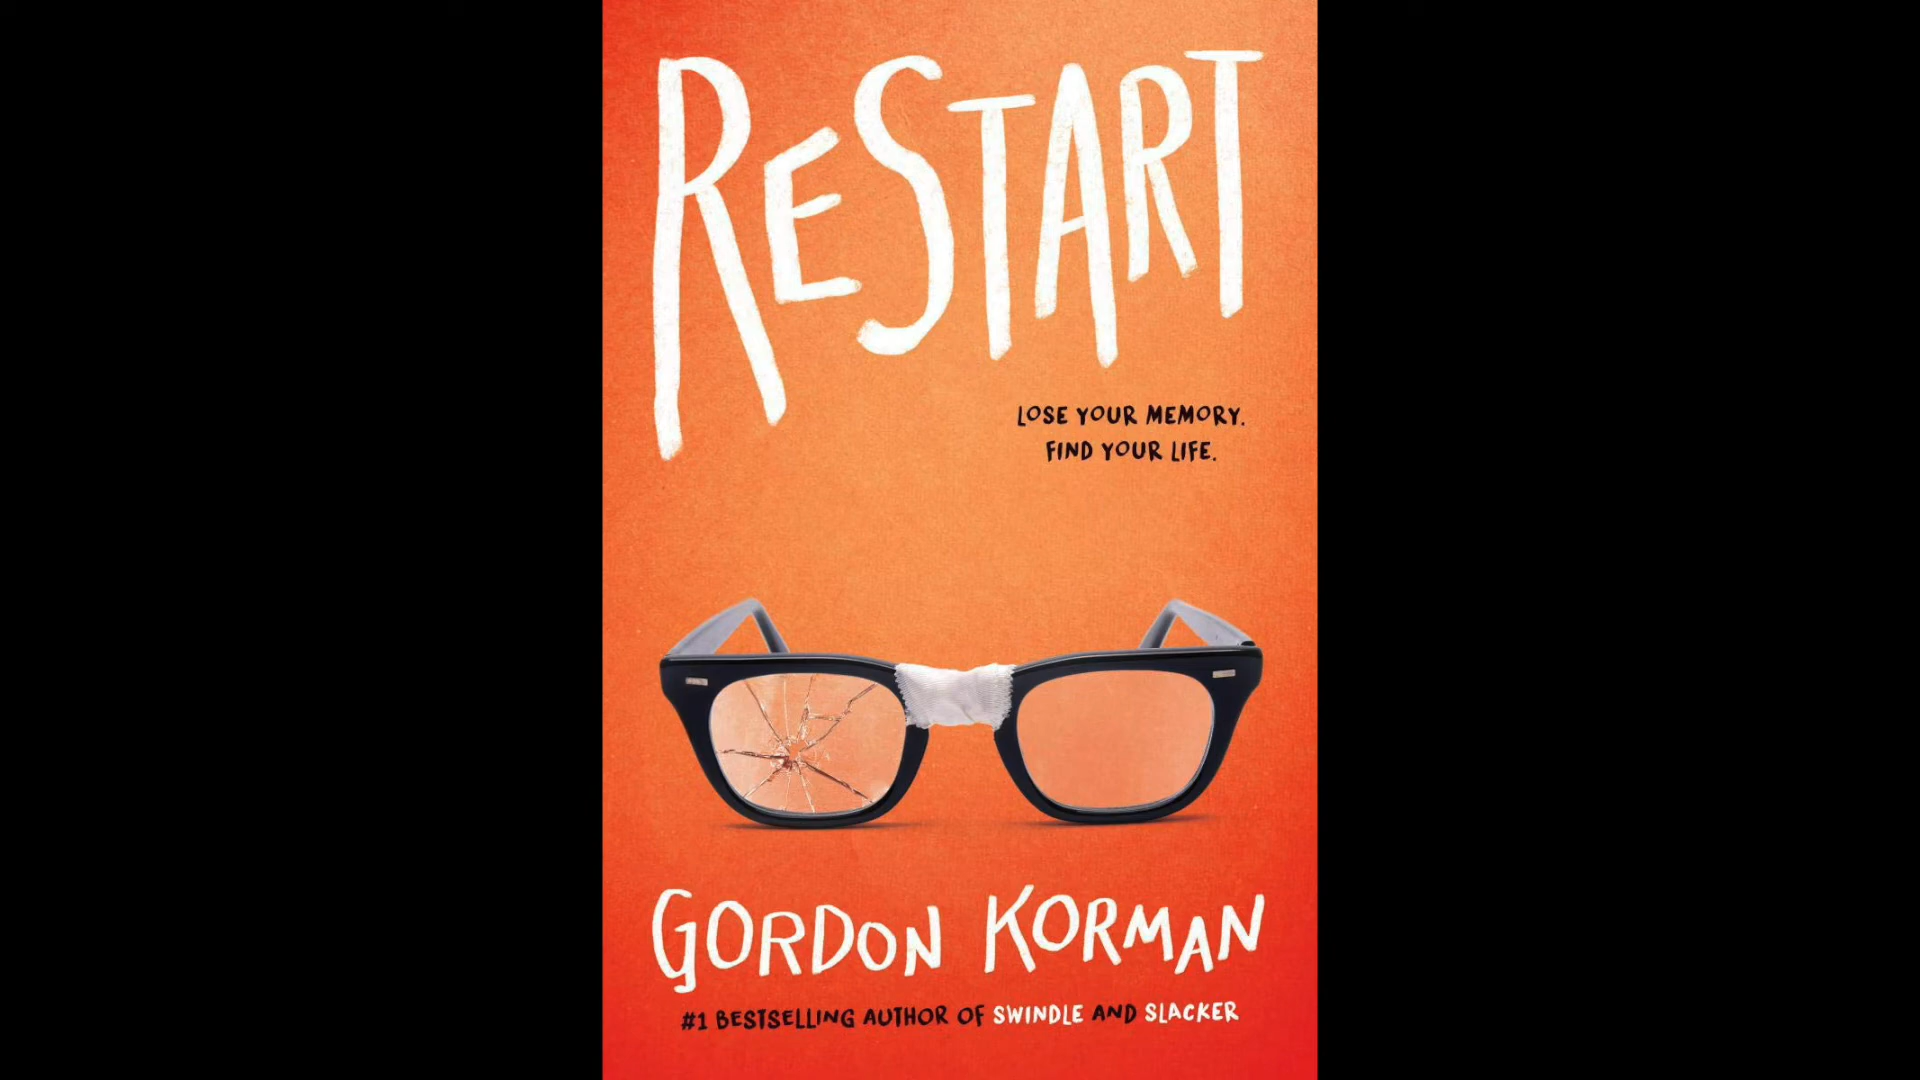 RESTART
LOSE YOUR MEMORY.
FIND YOUR LIFE.
GORDON KORMAN
#1 BESTSELLING AUTHOR OF SWINDLE AND SLACKER